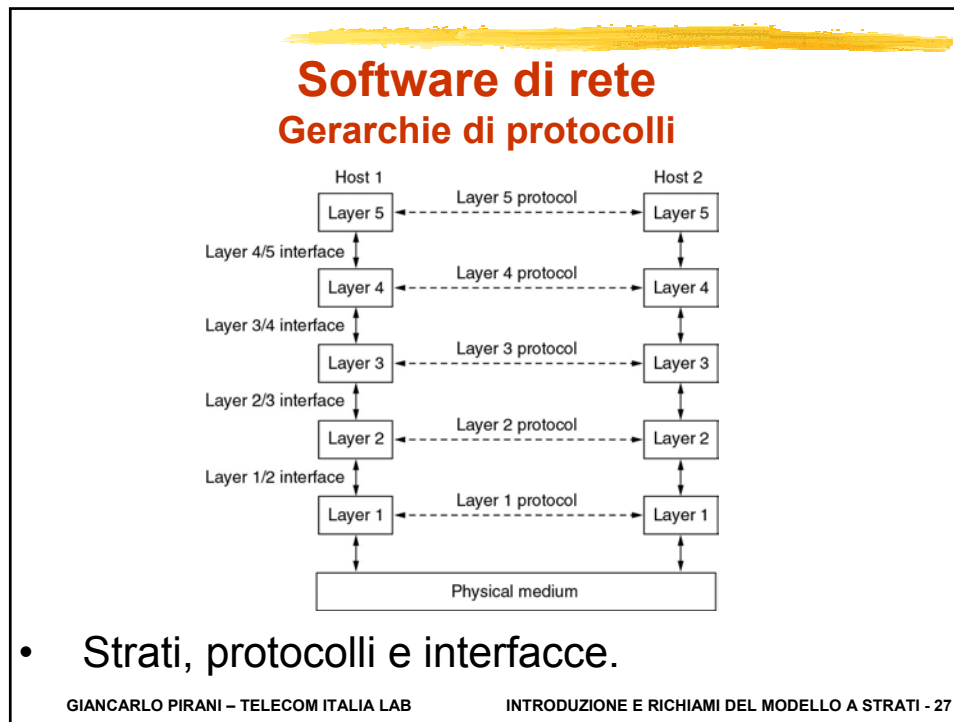 Software di rete
Gerarchie di protocolli
Host 1 Host 2
Layer 5 protocol
Layer 5 Layer 5
Layer 4/5 interface
Layer 4 protocol
Layer 4 Layer 4
Layer 3/4 interface
Layer 3 protocol
Layer 3 Layer 3
Layer 2/3 interface
Layer 2 protocol
Layer 2 Layer 2
Layer 1/2 interface
Layer 1 protocol
Layer 1 Layer 1
Physical medium
• Strati, protocolli e interfacce.
GIANCARLO PIRANI – TELECOM ITALIA LAB INTRODUZIONE E RICHIAMI DEL MODELLO A STRATI - 27